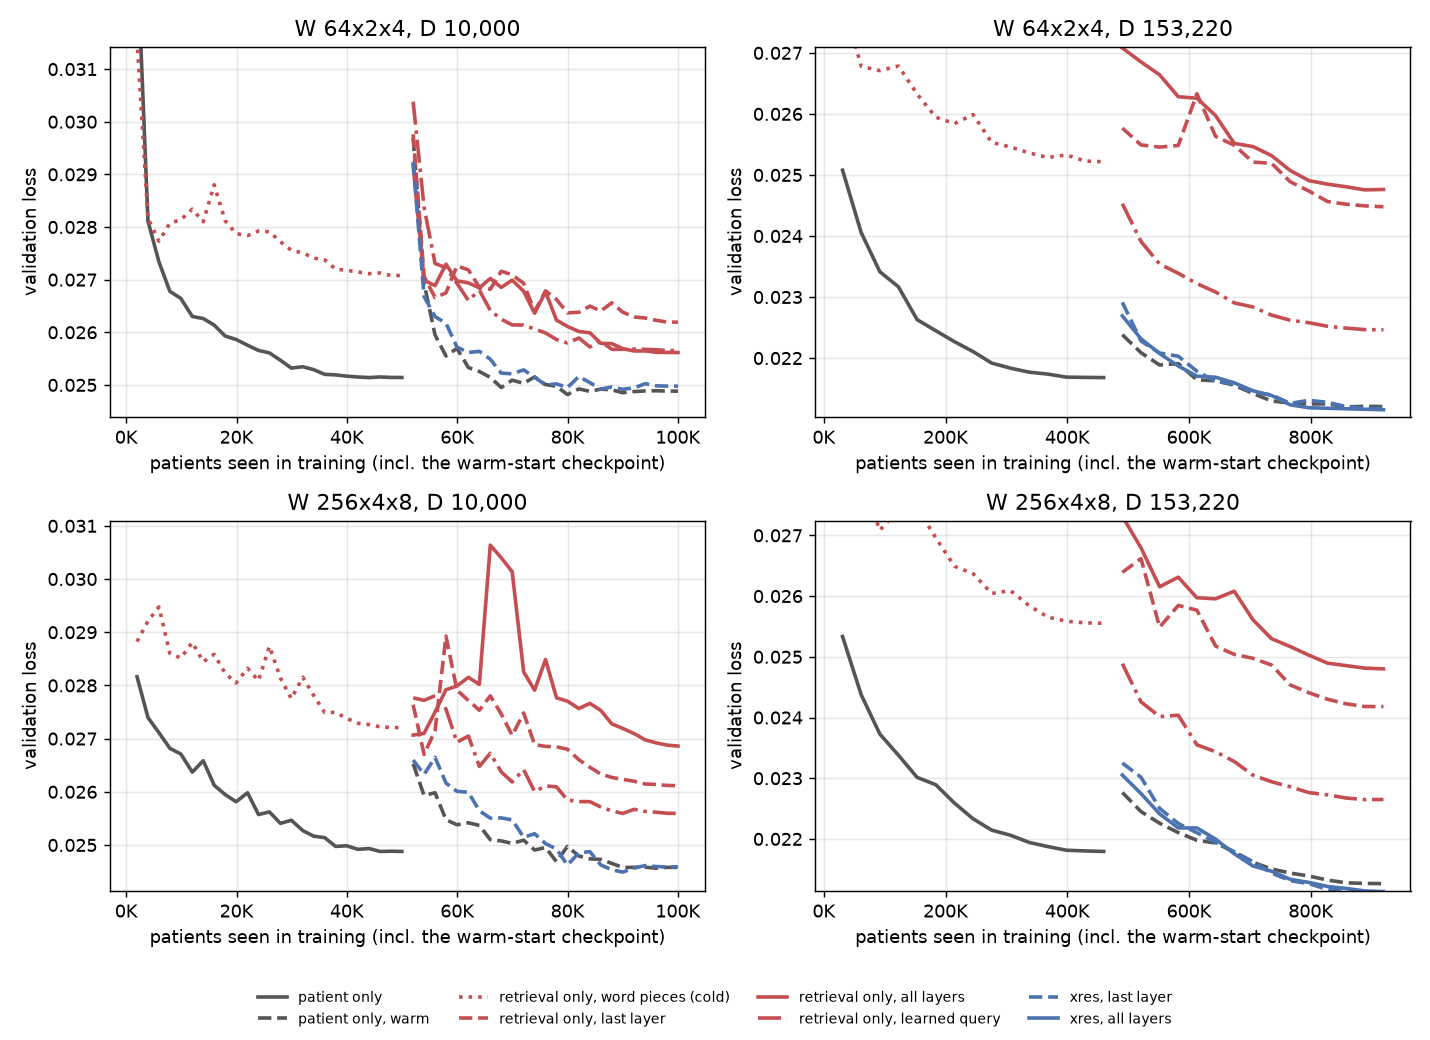 W 64x2x4, D 10,000
0.031
0.030
0.029
0.028
0.027
0.026
0.025
validation loss
0K 20K 40K 60K 80K 100K
patients seen in training (incl. the warm-start checkpoint)
W 64x2x4, D 153,220
0.027
0.026
0.025
0.024
0.023
0.022
validation loss
0K 200K 400K 600K 800K
patients seen in training (incl. the warm-start checkpoint)
W 256x4x8, D 10,000
0.031
0.030
0.029
0.028
0.027
0.026
0.025
validation loss
0K 20K 40K 60K 80K 100K
patients seen in training (incl. the warm-start checkpoint)
W 256x4x8, D 153,220
0.027
0.026
0.025
0.024
0.023
0.022
validation loss
0K 200K 400K 600K 800K
patients seen in training (incl. the warm-start checkpoint)
patient only
patient only, warm
retrieval only, word pieces (cold)
retrieval only, last layer
retrieval only, all layers
retrieval only, learned query
xres, last layer
xres, all layers